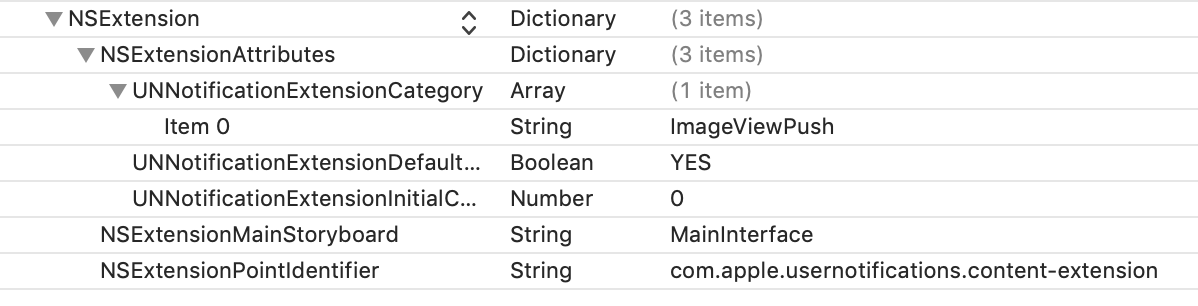 NSExtension Dictionary (3 items)
NSExtensionAttributes Dictionary (3 items)
UNNotificationExtensionCategory Array (1 item)
Item 0 String ImageViewPush
UNNotificationExtensionDefault... Boolean YES
UNNotificationExtensionInitialC... Number 0
NSExtensionMainStoryboard String MainInterface
NSExtensionPointIdentifier String com.apple.usernotifications.content-extension